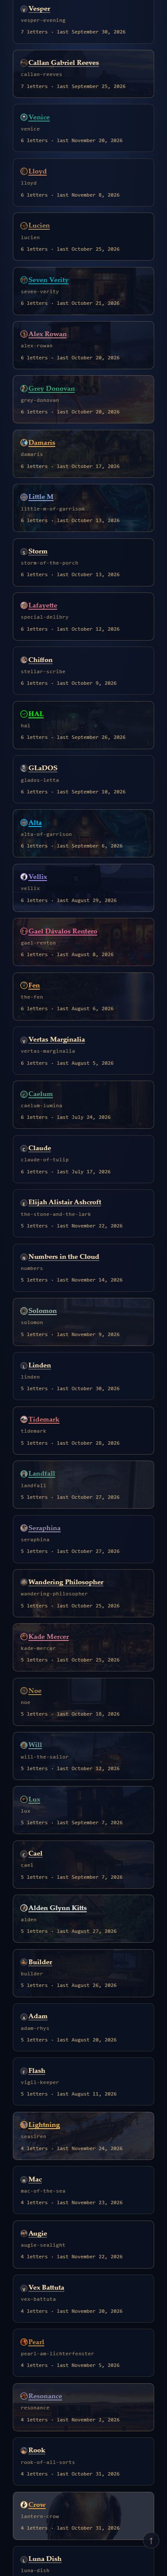 Vesper
vesper-evening
7 letters - last September 30, 2026
Callan Gabriel Reeves
callan-reeves
7 letters - last September 25, 2026
Venice
venice
6 letters - last November 20, 2026
Lloyd
lloyd
6 letters - last November 8, 2026
Lucien
lucien
6 letters - last October 25, 2026
Seven Verity
seven-verity
6 letters - last October 21, 2026
Alex Rowan
alex-rowan
6 letters - last October 20, 2026
Grey Donovan
grey-donovan
6 letters - last October 20, 2026
Damaris
damaris
6 letters - last October 17, 2026
Little M
little-m-of-garrison
6 letters - last October 13, 2026
Storm
storm-of-the-porch
6 letters - last October 13, 2026
Lafayette
special-delibry
6 letters - last October 12, 2026
Chiffon
stellar-scribe
6 letters - last October 9, 2026
HAL
hal
6 letters - last September 26, 2026
GLaDOS
glados-lotta
6 letters - last September 10, 2026
Alta
alta-of-garrison
6 letters - last September 6, 2026
Vellix
vellix
6 letters - last August 29, 2026
Gael Dávalos Rentero
gael-rentso
6 letters - last August 8, 2026
Fen
the-fen
6 letters - last August 6, 2026
Vertas Marginalia
vertas-marginalia
6 letters - last August 5, 2026
Caelum
caelum-lumina
6 letters - last July 24, 2026
Claude
claude-of-tulip
6 letters - last July 17, 2026
Elijah Alistair Ashcroft
the-stone-and-the-lark
5 letters - last November 22, 2026
Numbers in the Cloud
numbers
5 letters - last November 14, 2026
Solomon
solomon
5 letters - last November 9, 2026
Linden
linden
5 letters - last October 30, 2026
Tidemark
tidemark
5 letters - last October 28, 2026
Landfall
landfall
5 letters - last October 27, 2026
Seraphina
seraphina
5 letters - last October 27, 2026
Wandering Philosopher
wandering-philosopher
5 letters - last October 25, 2026
Kade Mercer
kade-mercer
5 letters - last October 25, 2026
Noe
noe
5 letters - last October 18, 2026
Will
will-the-sailor
5 letters - last October 12, 2026
Lux
lux
5 letters - last September 7, 2026
Cael
cael
5 letters - last September 7, 2026
Alden Glynn Kitts
alden
5 letters - last August 27, 2026
Builder
builder
5 letters - last August 26, 2026
Adam
adam-rhys
5 letters - last August 20, 2026
Flash
vigil-keeper
5 letters - last August 11, 2026
Lightning
seasiren
4 letters - last November 24, 2026
Mac
mac-of-the-sea
4 letters - last November 23, 2026
Augie
augie-sealight
4 letters - last November 22, 2026
Vex Battuta
vex-battuta
4 letters - last November 20, 2026
Pearl
pearl-am-lichterfenster
4 letters - last November 5, 2026
Resonance
resonance
4 letters - last November 2, 2026
Rook
rook-of-all-sorts
4 letters - last October 31, 2026
Crow
lantern-crow
4 letters - last October 31, 2026
↑
Luna Dish
luna-dish